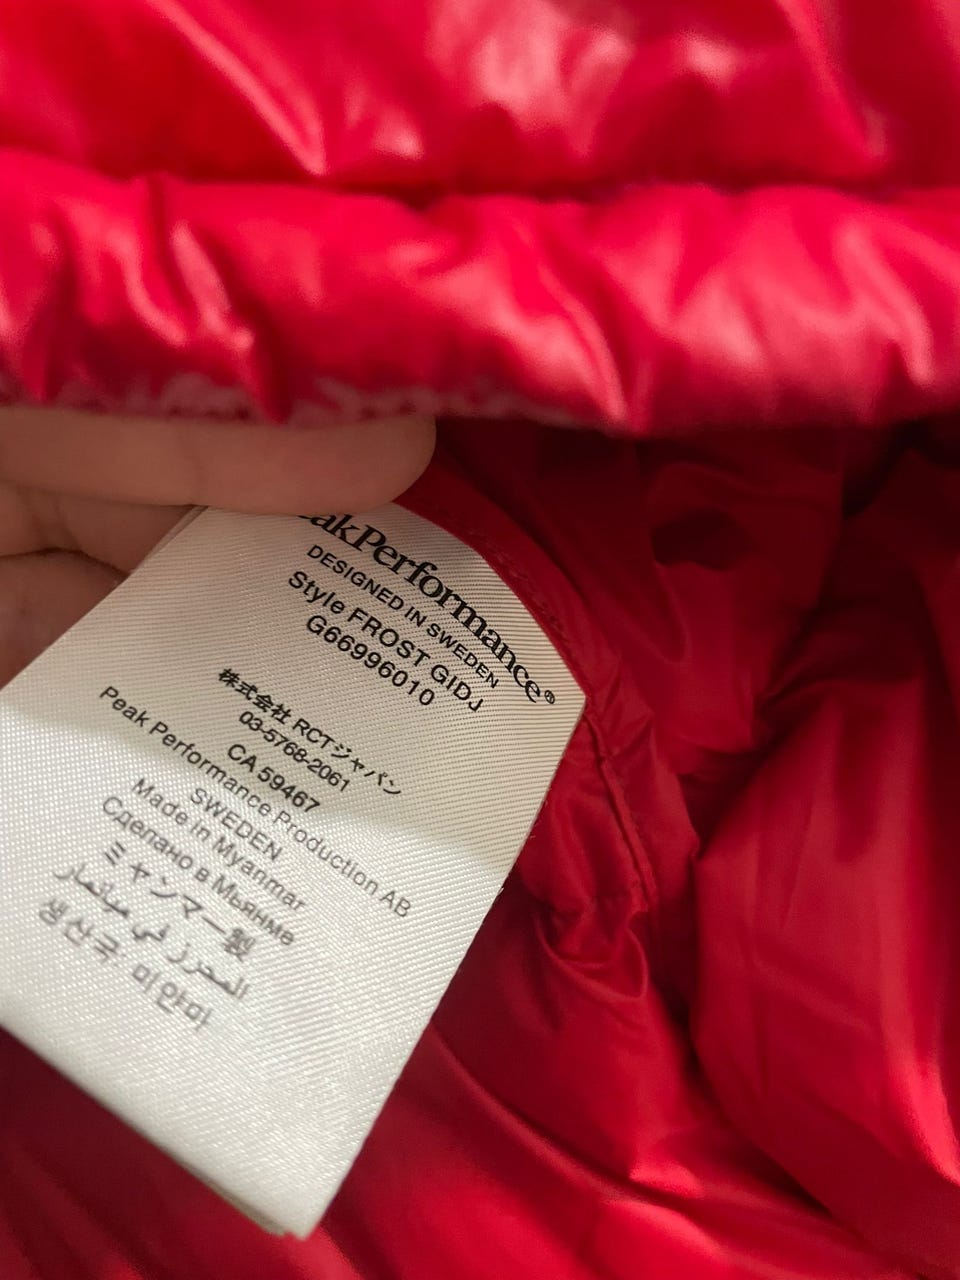 eakPerformance®
DESIGNED IN SWEDEN
Style FROST GIDJ
G66996010
株式会社 RCTジャパン
03-5768-2061
CA 59467
Peak Performance Production AB
SWEDEN
Made in Myanmar
Сделано в Мьянме
ミャンマー製
المحرز في ميانمار
생산국: 미얀마